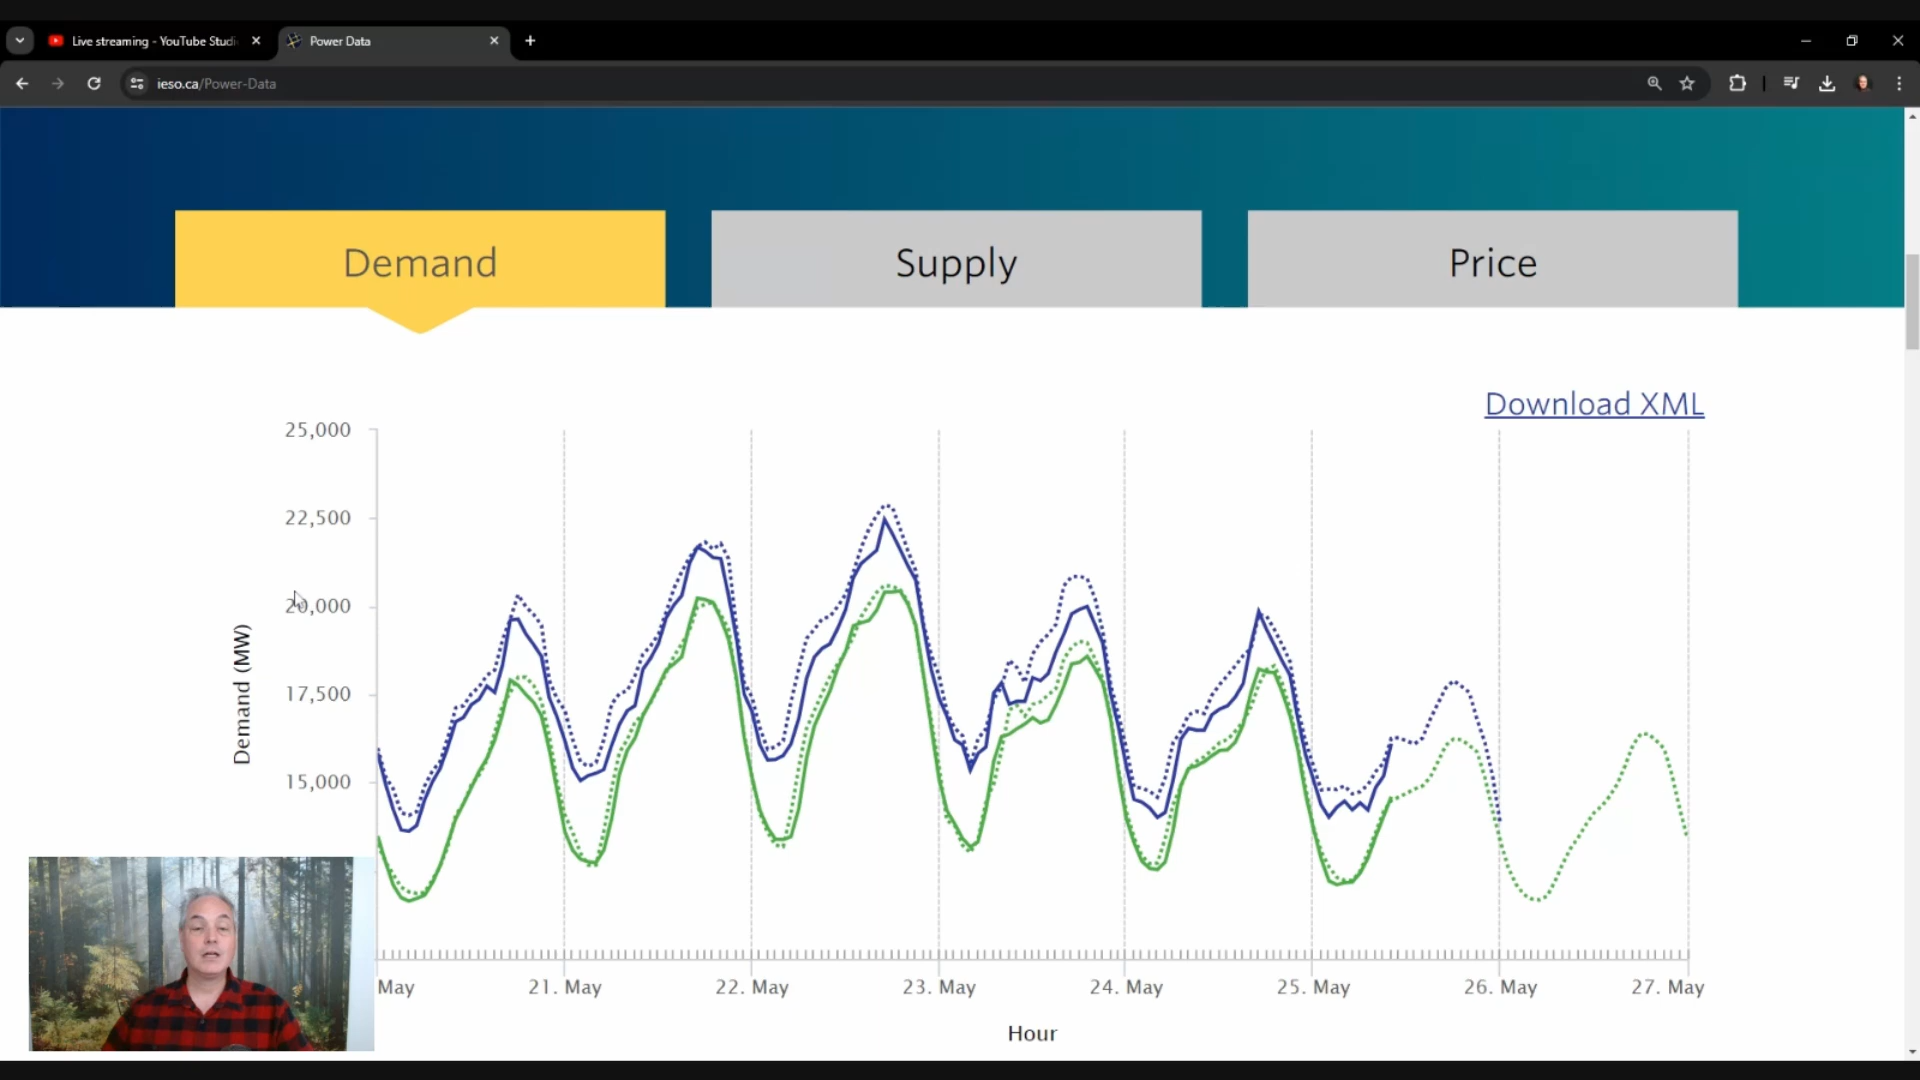 Live streaming - YouTube Studi
Power Data
ieso.ca/Power-Data
Demand
Supply
Price
Download XML
25,000
22,500
20,000
17,500
15,000
Demand (MW)
May
21. May
22. May
23. May
24. May
25. May
26. May
27. May
Hour